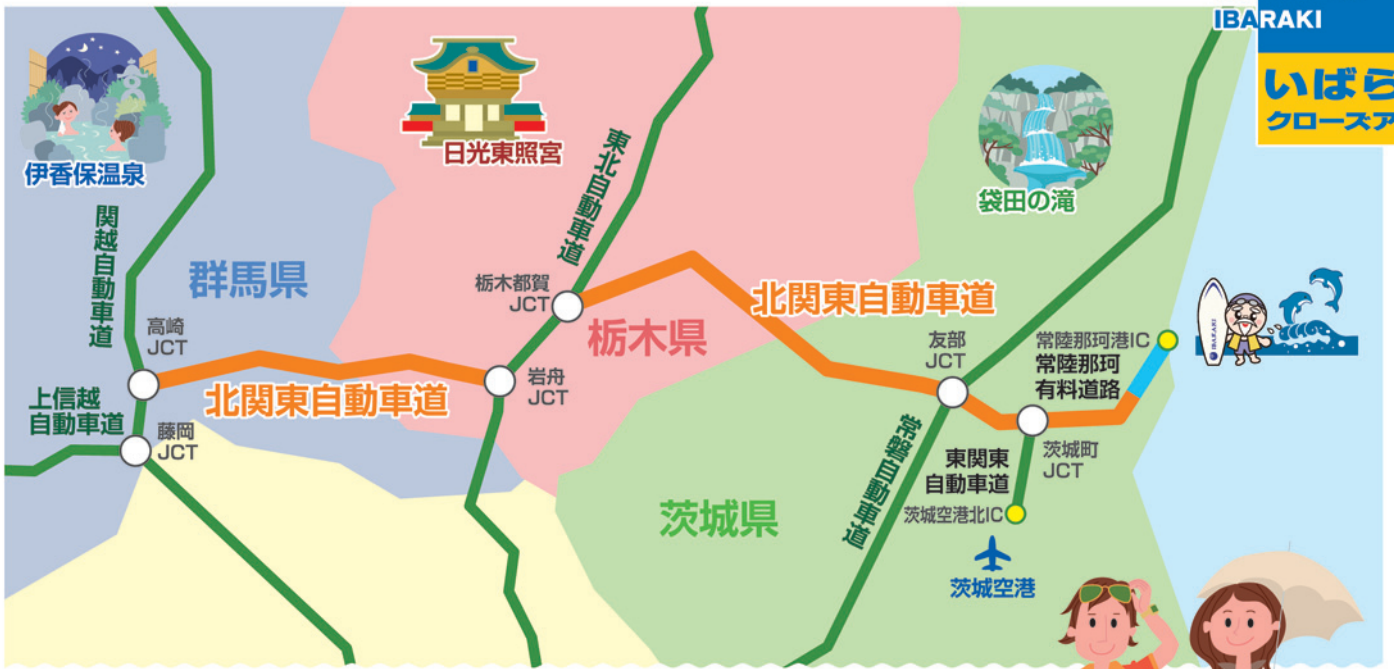 IBARAKI
いばら
クローズア
伊香保温泉
日光東照宮
袋田の滝
関越自動車道
東北自動車道
群馬県
栃木都賀
JCT
栃木県
北関東自動車道
高崎
JCT
友部
JCT
常陸那珂港IC
常陸那珂
有料道路
IBARAKI
上信越
自動車道
北関東自動車道
岩舟
JCT
藤岡
JCT
茨城町
JCT
東関東
自動車道
常磐自動車道
茨城県
茨城空港北IC
茨城空港